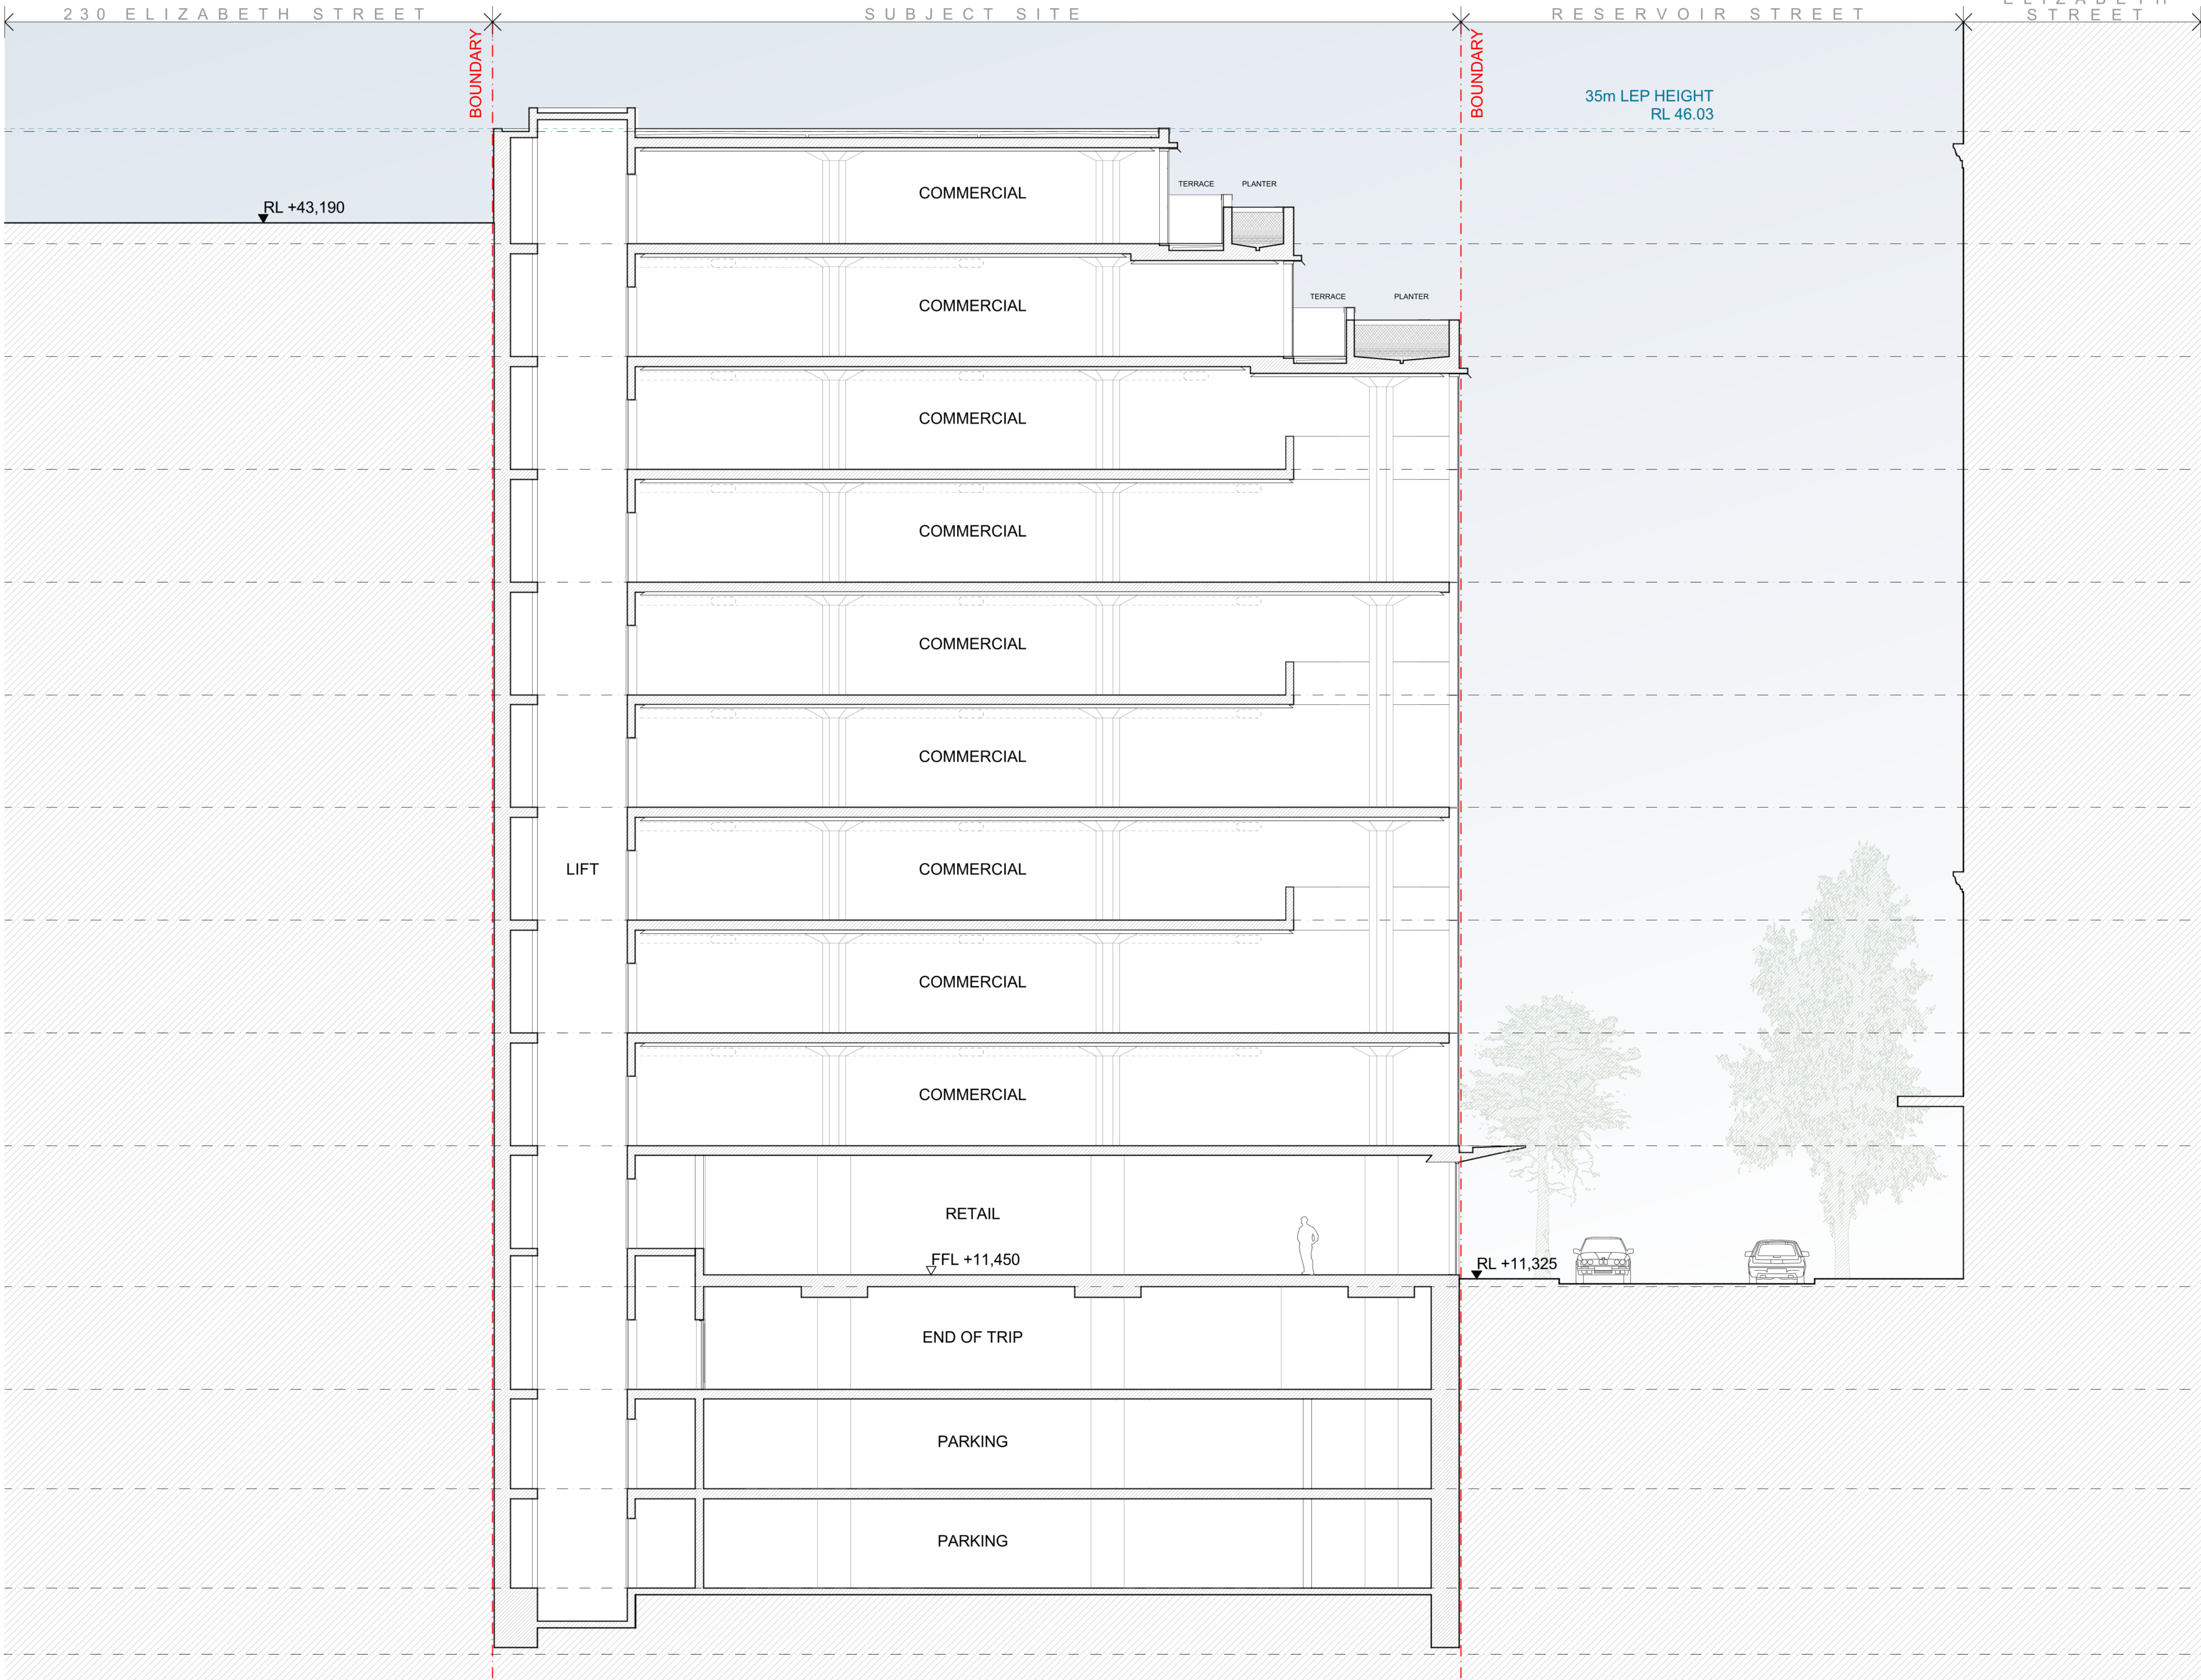 230 ELIZABETH STREET
SUBJECT SITE
RESERVOIR STREET
STREET
BOUNDARY
BOUNDARY
35m LEP HEIGHT
RL 46.03
RL +43,190
COMMERCIAL
TERRACE
PLANTER
COMMERCIAL
TERRACE
PLANTER
COMMERCIAL
COMMERCIAL
COMMERCIAL
COMMERCIAL
LIFT
COMMERCIAL
COMMERCIAL
COMMERCIAL
RETAIL
FFL +11,450
RL +11,325
END OF TRIP
PARKING
PARKING